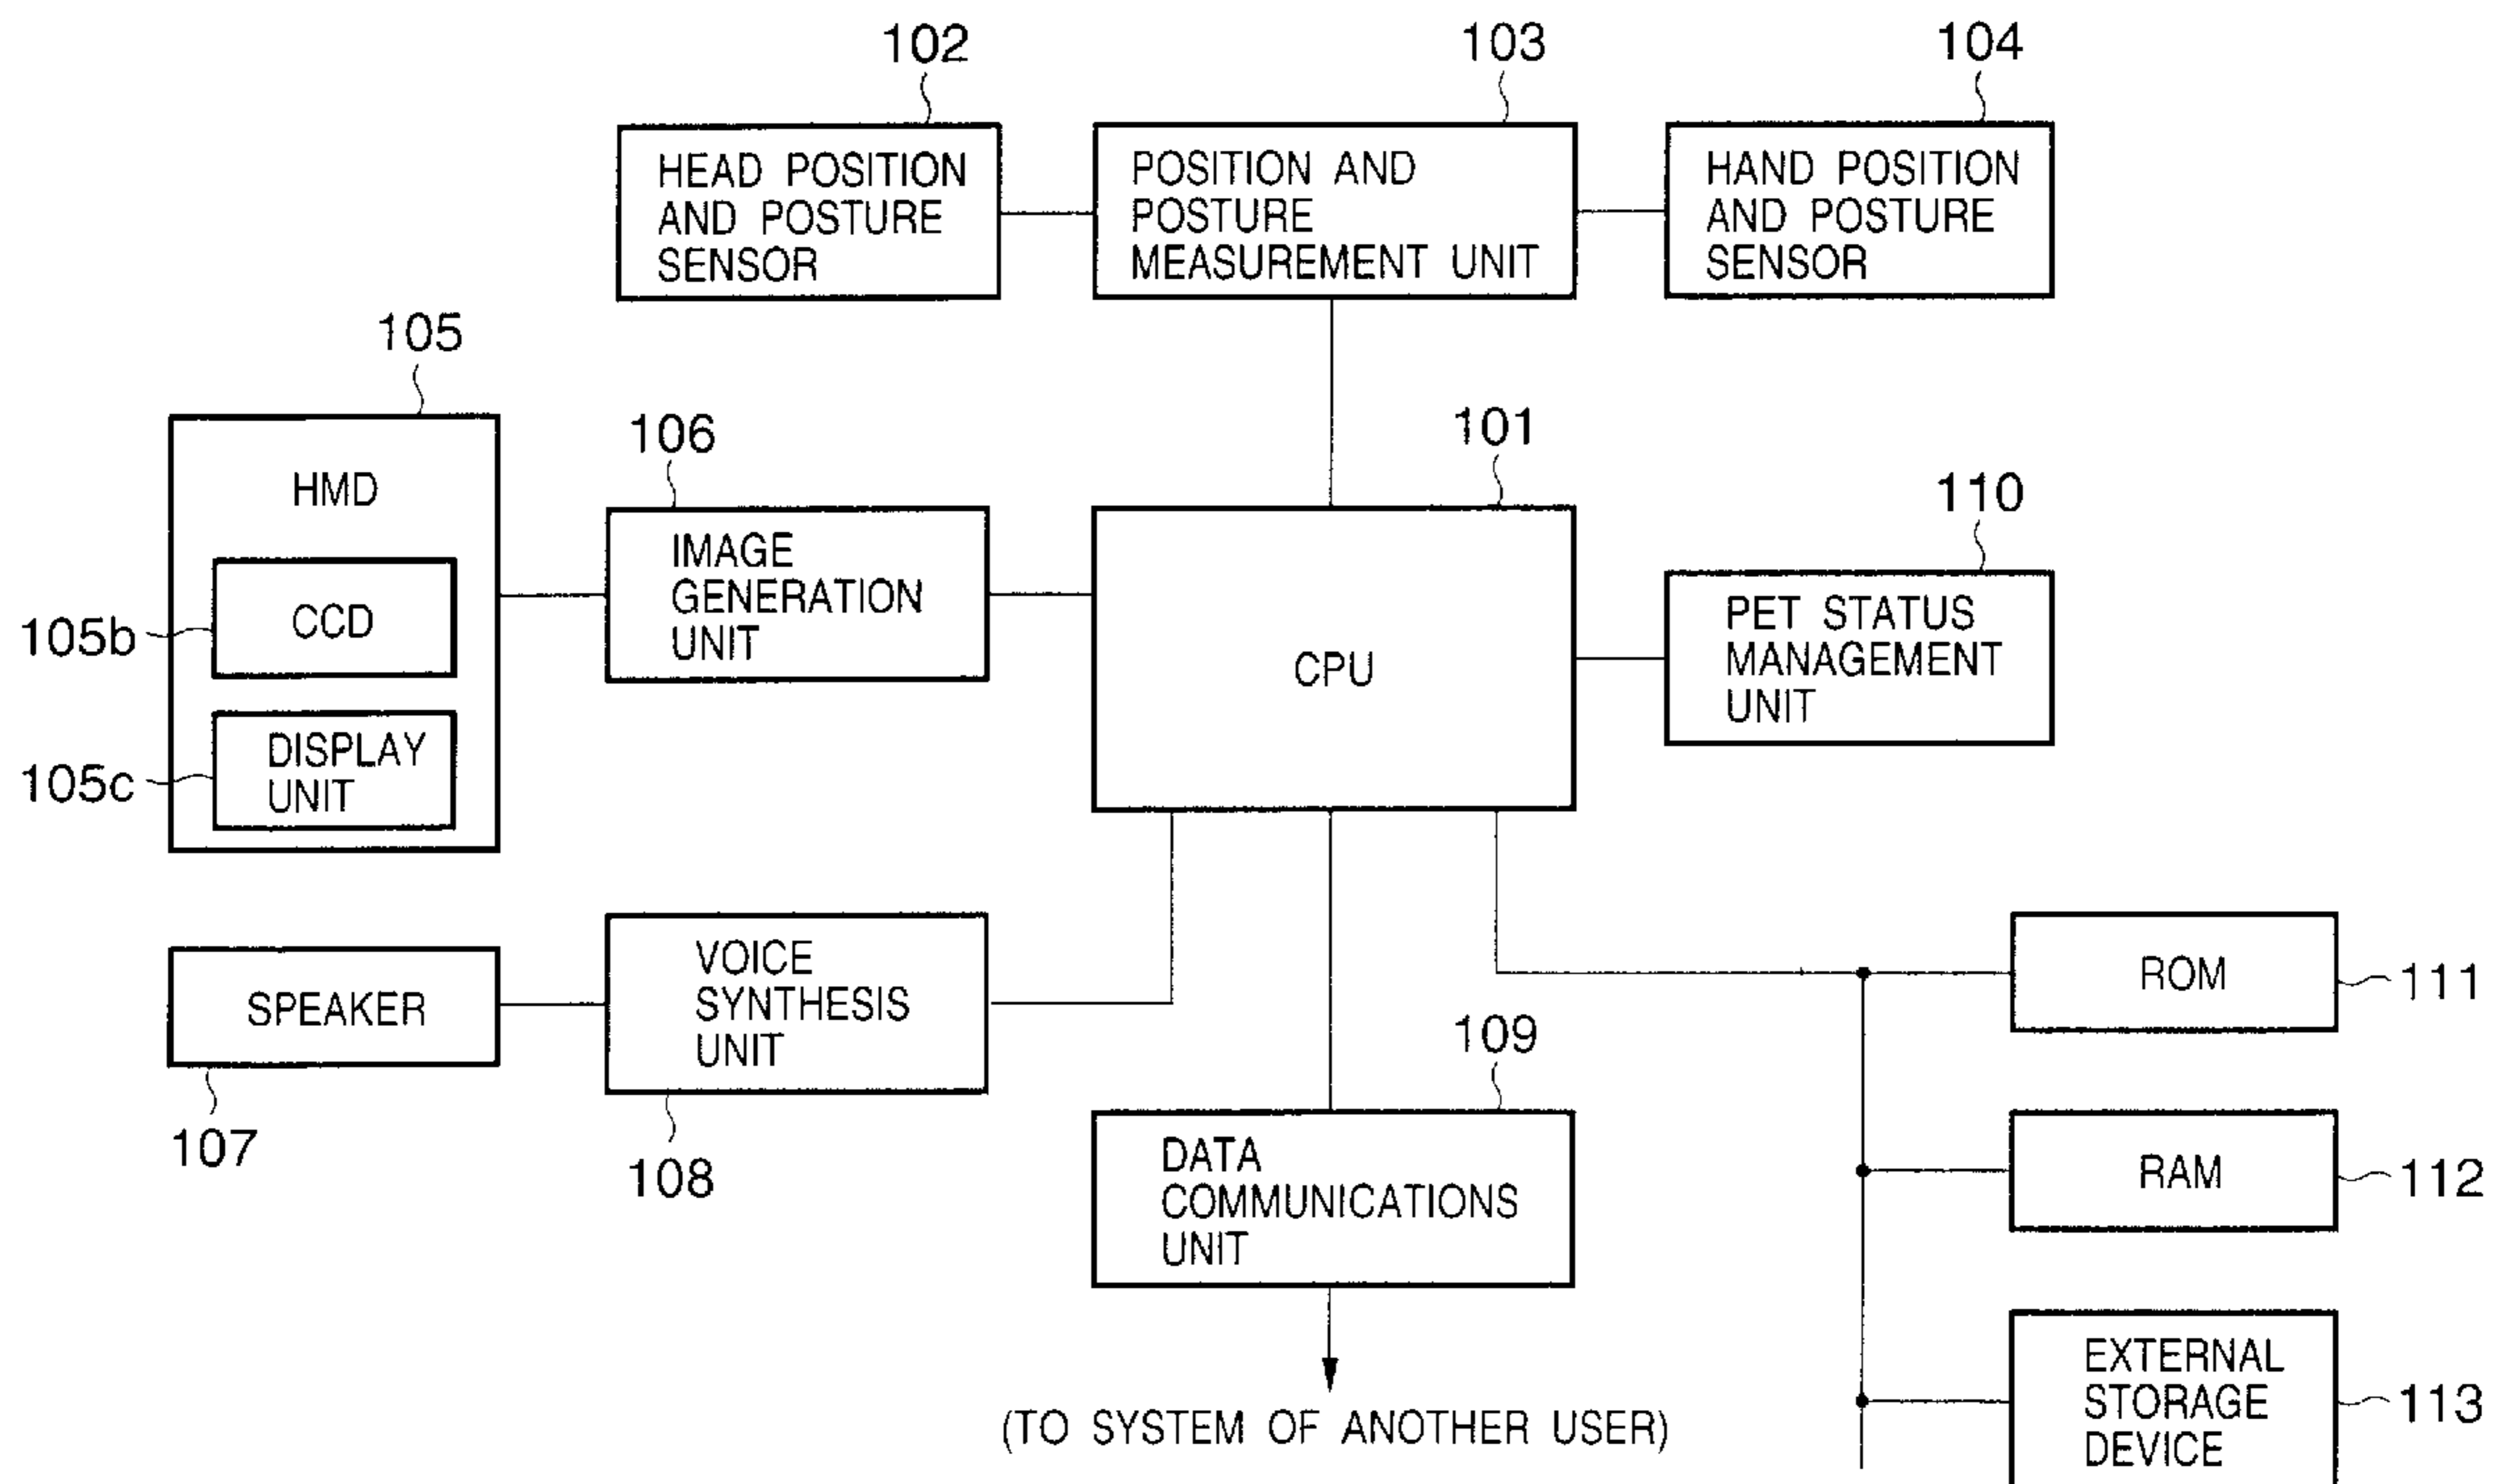 102
103
104
HEAD POSITION
AND POSTURE
SENSOR
POSITION AND
POSTURE
MEASUREMENT UNIT
HAND POSITION
AND POSTURE
SENSOR
105
106
101
110
HMD
CCD
105b
DISPLAY
UNIT
105c
IMAGE
GENERATION
UNIT
CPU
PET STATUS
MANAGEMENT
UNIT
SPEAKER
107
VOICE
SYNTHESIS
UNIT
108
109
DATA
COMMUNICATIONS
UNIT
(TO SYSTEM OF ANOTHER USER)
ROM
111
RAM
112
EXTERNAL
STORAGE
DEVICE
113